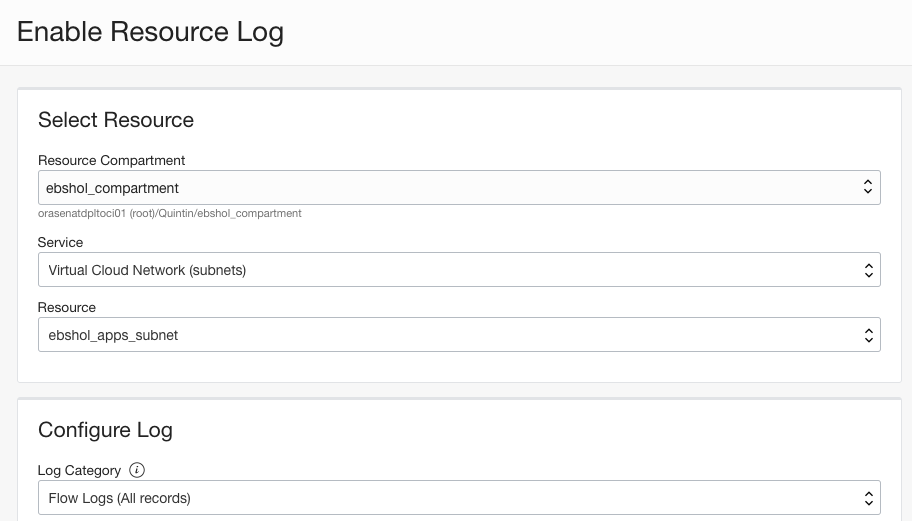 Enable Resource Log
Select Resource
Resource Compartment
ebshol_compartment
orasenatdpltoci01 (root)/Quintin/ebshol_compartment
Service
Virtual Cloud Network (subnets)
Resource
ebshol_apps_subnet
Configure Log
Log Category i
Flow Logs (All records)